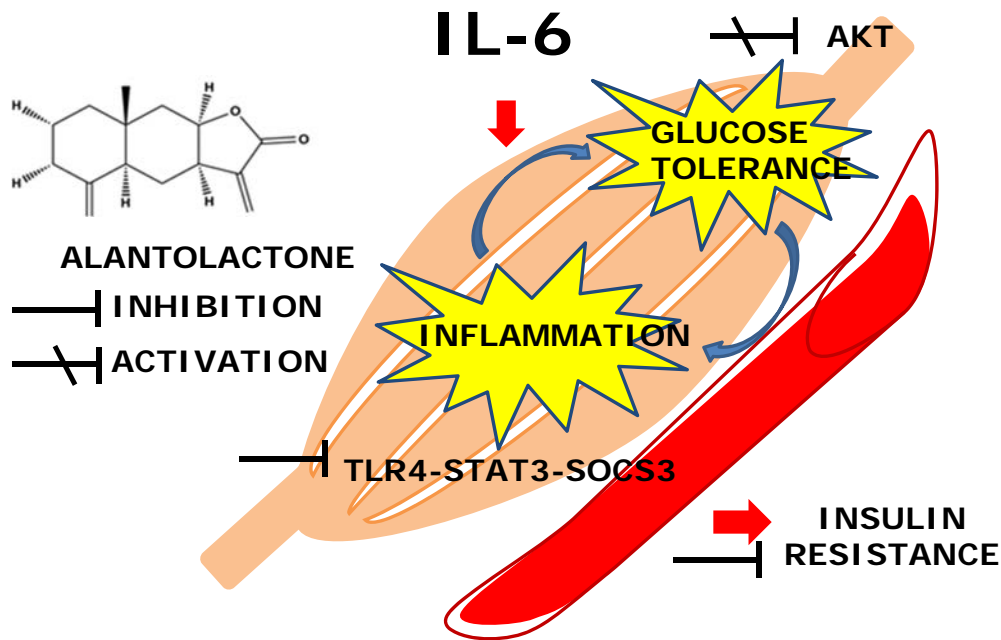 IL-6
AKT
H
H
H
H
O
O
GLUCOSE
TOLERANCE
ALANTOLACTONE
INHIBITION
ACTIVATION
INFLAMMATION
TLR4-STAT3-SOCS3
INSULIN
RESISTANCE